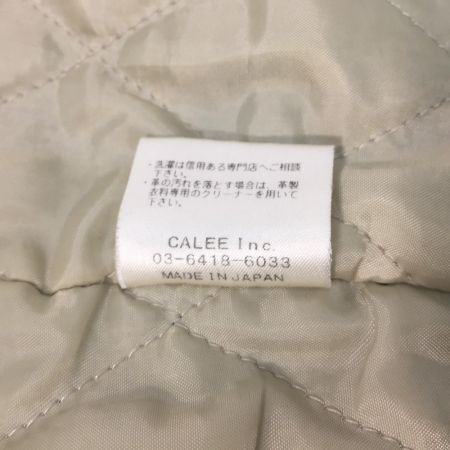 ・洗濯は信用ある専門店へご相談
下さい。
・革の汚れを落とす場合は、革製
衣料専用のクリーナーを用いて
下さい。
CALEE Inc.
03-6418-6033
MADE IN JAPAN